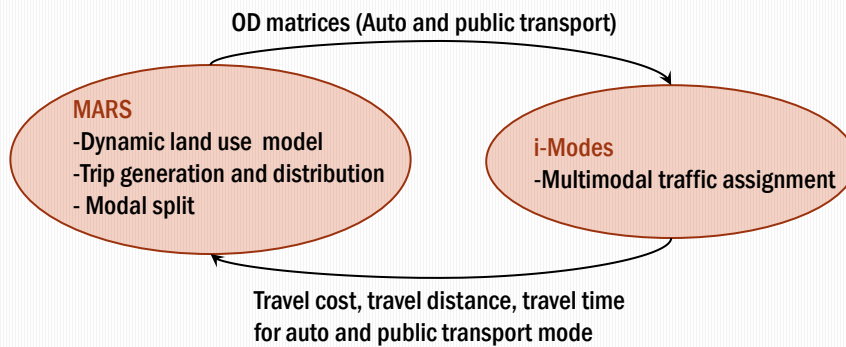 OD matrices (Auto and public transport)
MARS
-Dynamic land use model
-Trip generation and distribution
- Modal split
i-Modes
-Multimodal traffic assignment
Travel cost, travel distance, travel time
for auto and public transport mode